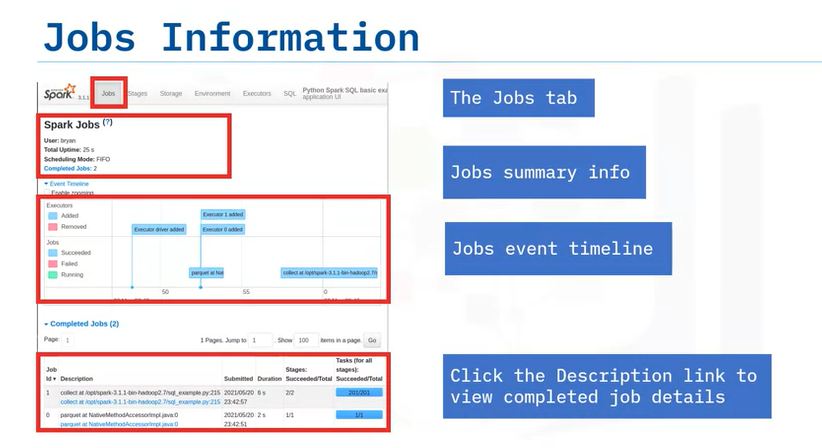 Jobs Information
Spark 3.1.1 Jobs Stages Storage Environment Executors SQL Python Spark SQL basic exa
application UI
Spark Jobs (?)
User: bryan
Total Uptime: 25 s
Scheduling Mode: FIFO
Completed Jobs: 2
Event Timeline
Enable zooming
Executors
Added
Removed
Executor 1 added
Executor driver added
Executor 0 added
Jobs
Succeeded
Failed
Running
parquet at Nat
collect at /opt/spark-3.1.1-bin-hadoop2.7/s
50 55 0
Completed Jobs (2)
Page: 1 1 Pages. Jump to 1 . Show 100 items in a page. Go
Job Id ▾ Description Submitted Duration Stages: Succeeded/Total Tasks (for all stages): Succeeded/Total
1 collect at /opt/spark-3.1.1-bin-hadoop2.7/sql_example.py:215 2021/05/20 6 s 2/2 201/201
collect at /opt/spark-3.1.1-bin-hadoop2.7/sql_example.py:215 23:42:57
0 parquet at NativeMethodAccessorImpl.java:0 2021/05/20 2 s 1/1 1/1
parquet at NativeMethodAccessorImpl.java:0 23:42:51
The Jobs tab
Jobs summary info
Jobs event timeline
Click the Description link to
view completed job details